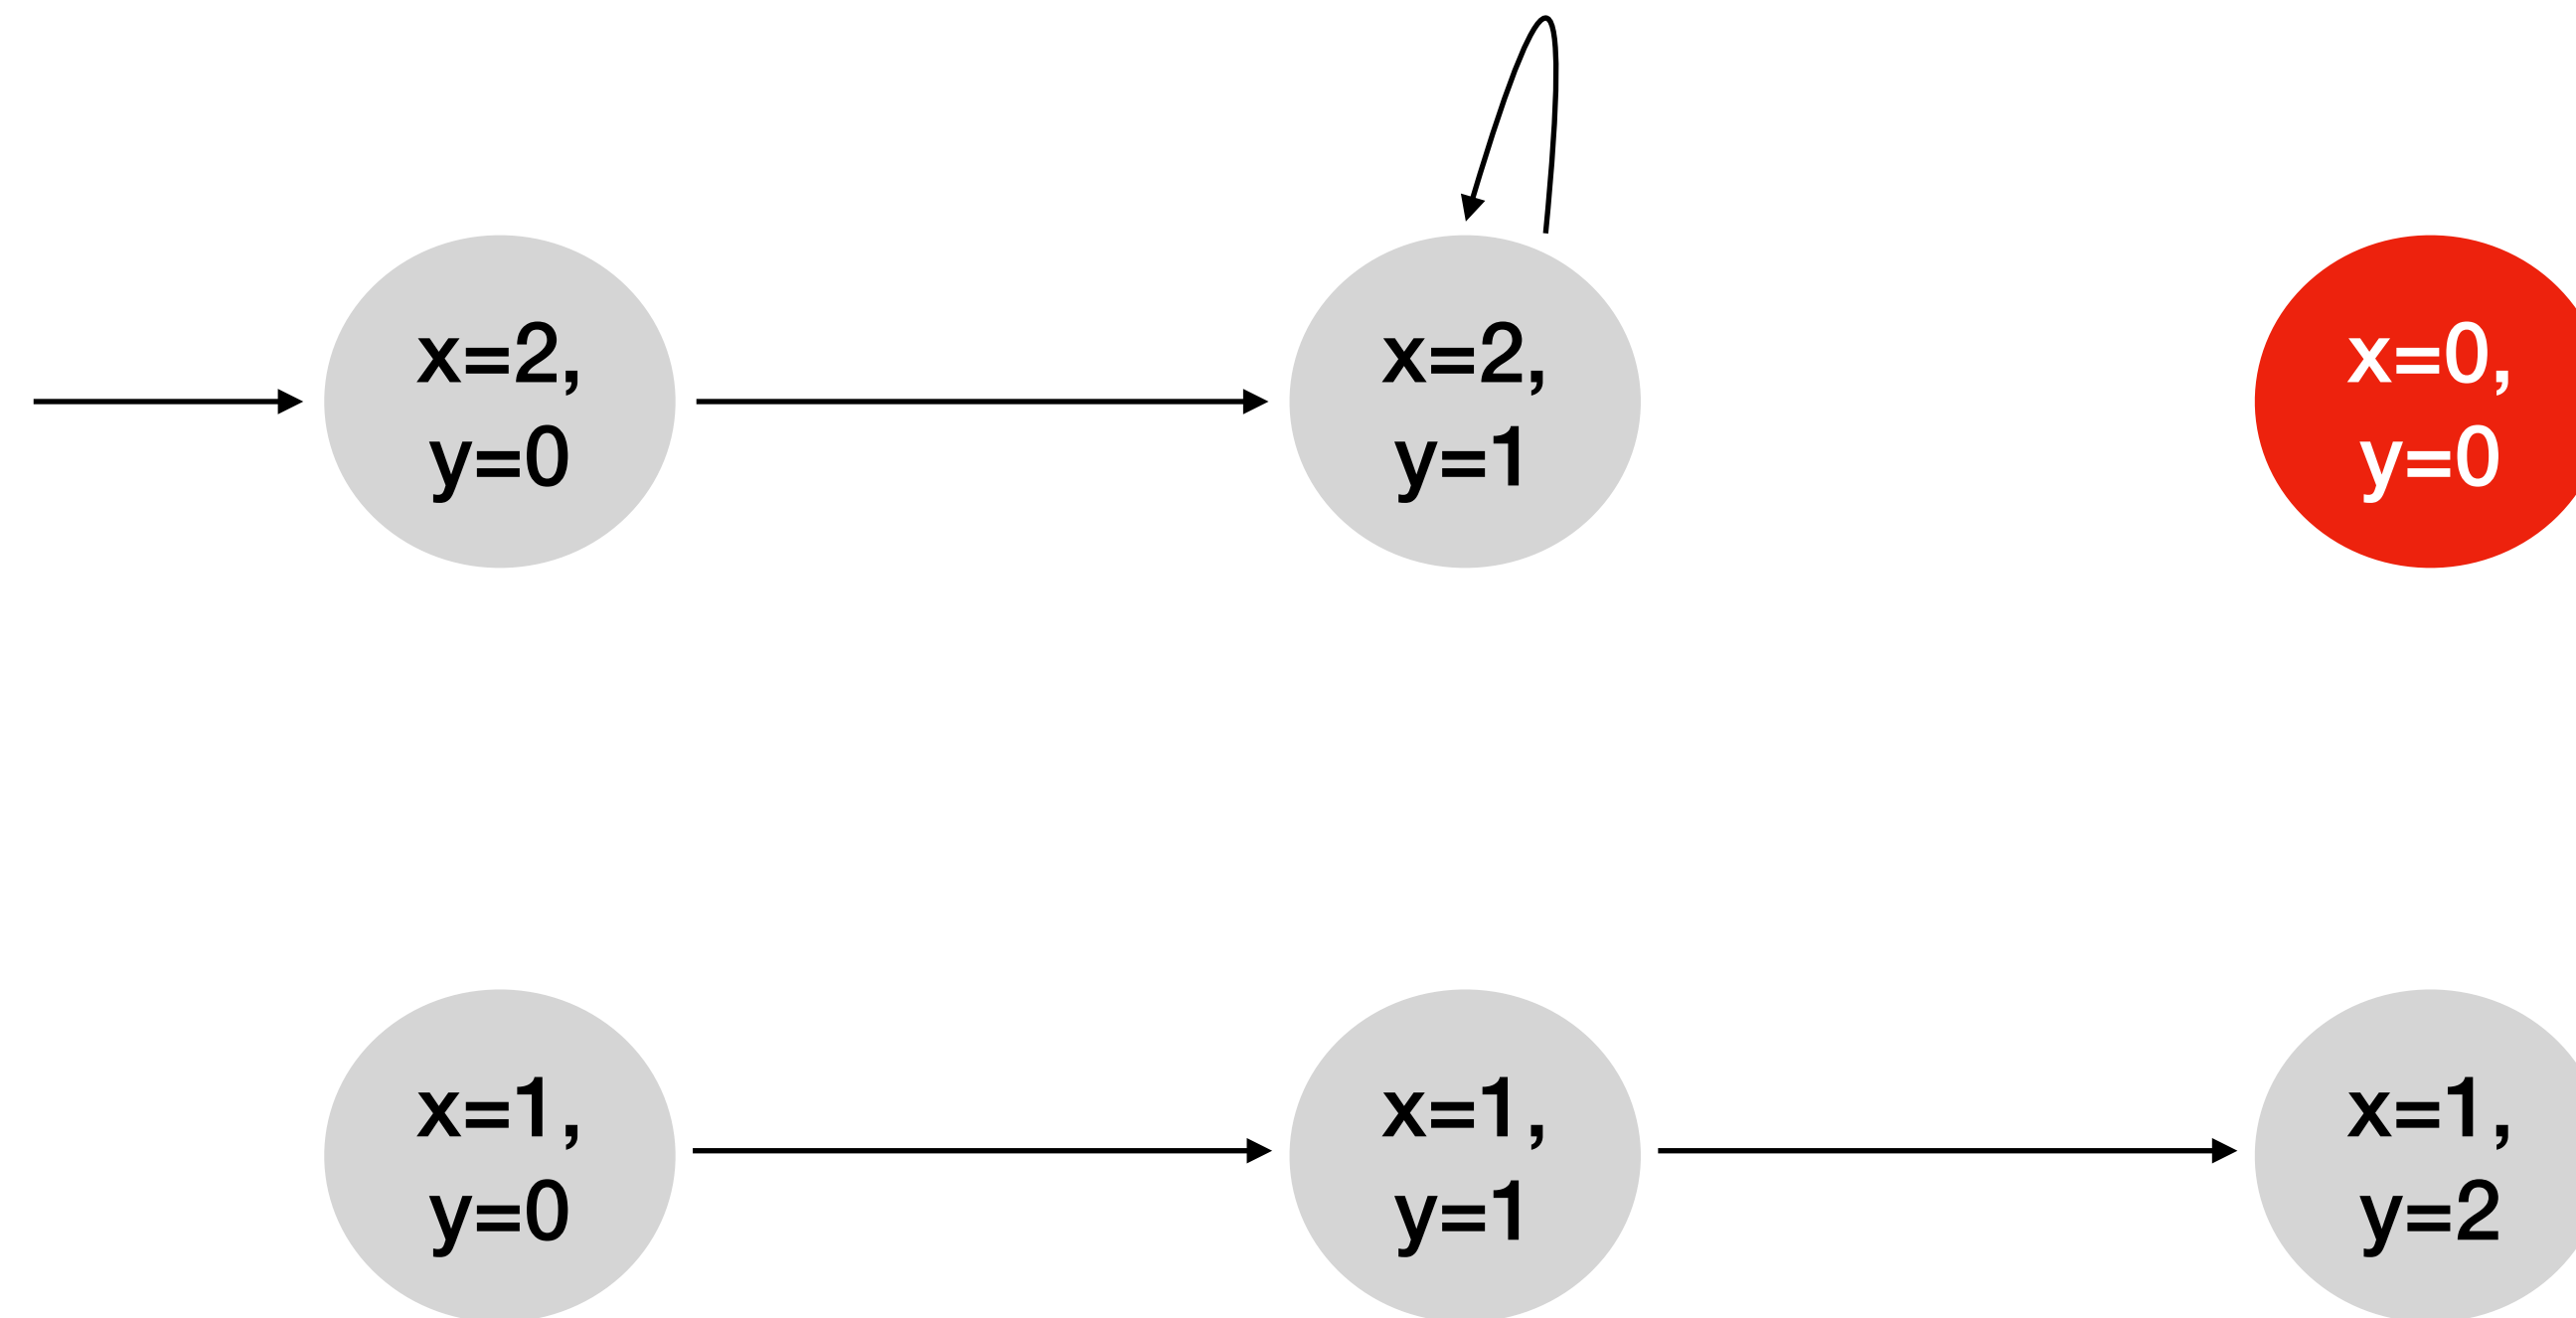 x=2,
y=0
x=2,
y=1
x=0,
y=0
x=1,
y=0
x=1,
y=1
x=1,
y=2